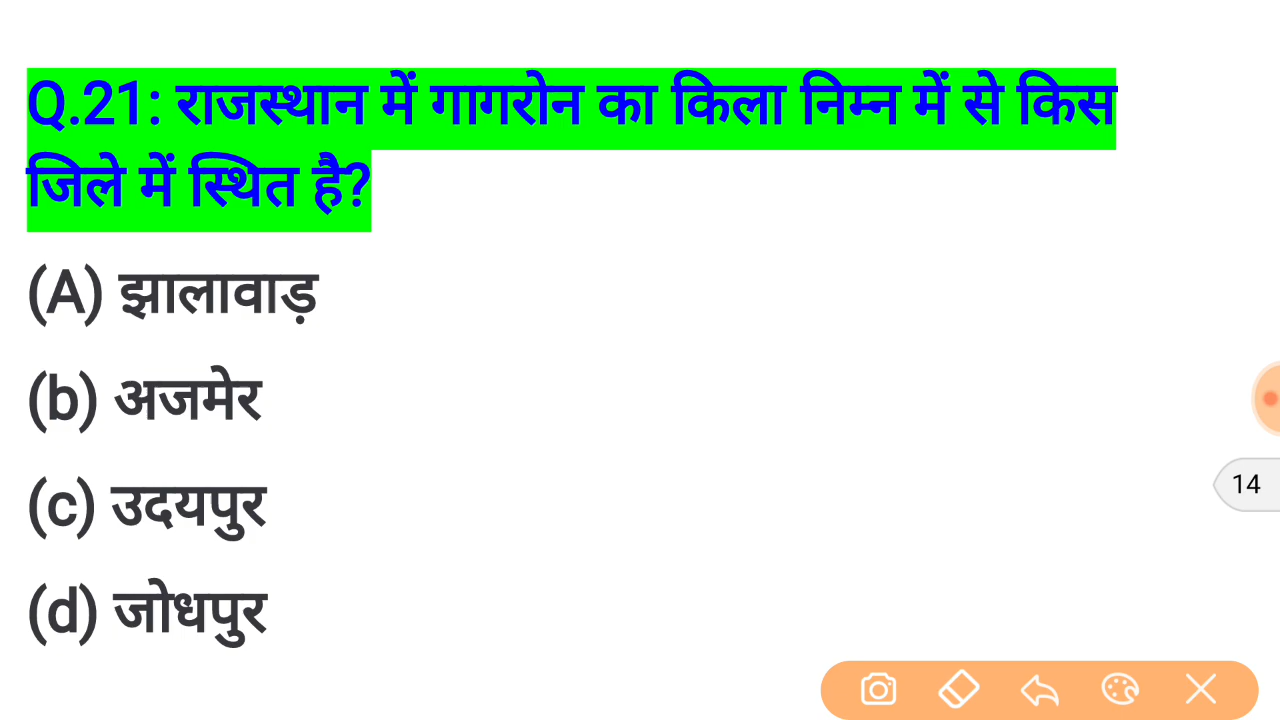 Q.21: राजस्थान में गागरोन का किला निम्न में से किस
जिले में स्थित है?
(A) झालावाड़
(b) अजमेर
(c) उदयपुर
14
(d) जोधपुर